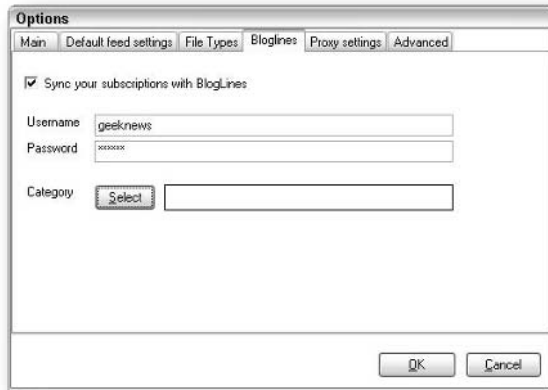 Options
Main Default feed settings File Types Bloglines Proxy settings Advanced
Sync your subscriptions with BlogLines
Username geeknews
Password xxxxxx
Category Select
OK Cancel